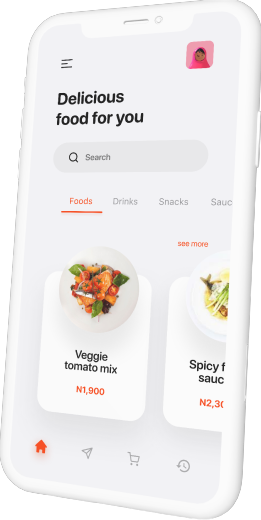 Delicious
food for you
Search
Foods Drinks Snacks Sauc
see more
Veggie
tomato mix
N1,900
Spicy f
sauc
N2,30